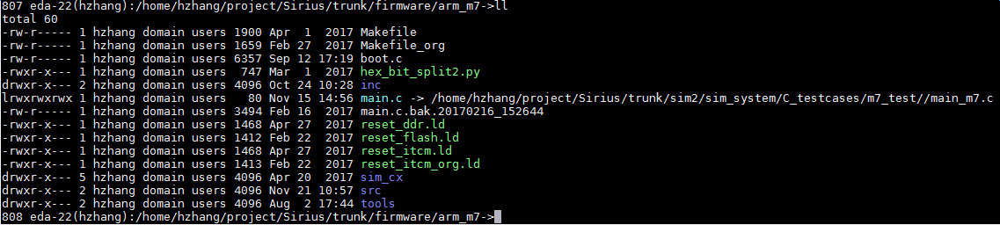 807 eda-22(hzhang):/home/hzhang/project/Sirius/trunk/firmware/arm_m7->ll
total 60
-rw-r----- 1 hzhang domain users 1900 Apr  1  2017 Makefile
-rw-r----- 1 hzhang domain users 1659 Feb 27  2017 Makefile_org
-rw-r----- 1 hzhang domain users 6357 Sep 12 17:19 boot.c
-rwxr-x--- 1 hzhang domain users  747 Mar  1  2017 hex_bit_split2.py
drwxr-x--- 2 hzhang domain users 4096 Oct 24 10:28 inc
lrwxrwxrwx 1 hzhang domain users   80 Nov 15 14:56 main.c -> /home/hzhang/project/Sirius/trunk/sim2/sim_system/C_testcases/m7_test//main_m7.c
-rw-r----- 1 hzhang domain users 3494 Feb 16  2017 main.c.bak.20170216_152644
-rwxr-x--- 1 hzhang domain users 1468 Apr 27  2017 reset_ddr.ld
-rwxr-x--- 1 hzhang domain users 1412 Feb 22  2017 reset_flash.ld
-rwxr-x--- 1 hzhang domain users 1468 Apr 27  2017 reset_itcm.ld
-rwxr-x--- 1 hzhang domain users 1413 Feb 22  2017 reset_itcm_org.ld
drwxr-x--- 5 hzhang domain users 4096 Apr 20  2017 sim_cx
drwxr-x--- 2 hzhang domain users 4096 Nov 21 10:57 src
drwxr-x--- 2 hzhang domain users 4096 Aug  2 17:44 tools
808 eda-22(hzhang):/home/hzhang/project/Sirius/trunk/firmware/arm_m7->